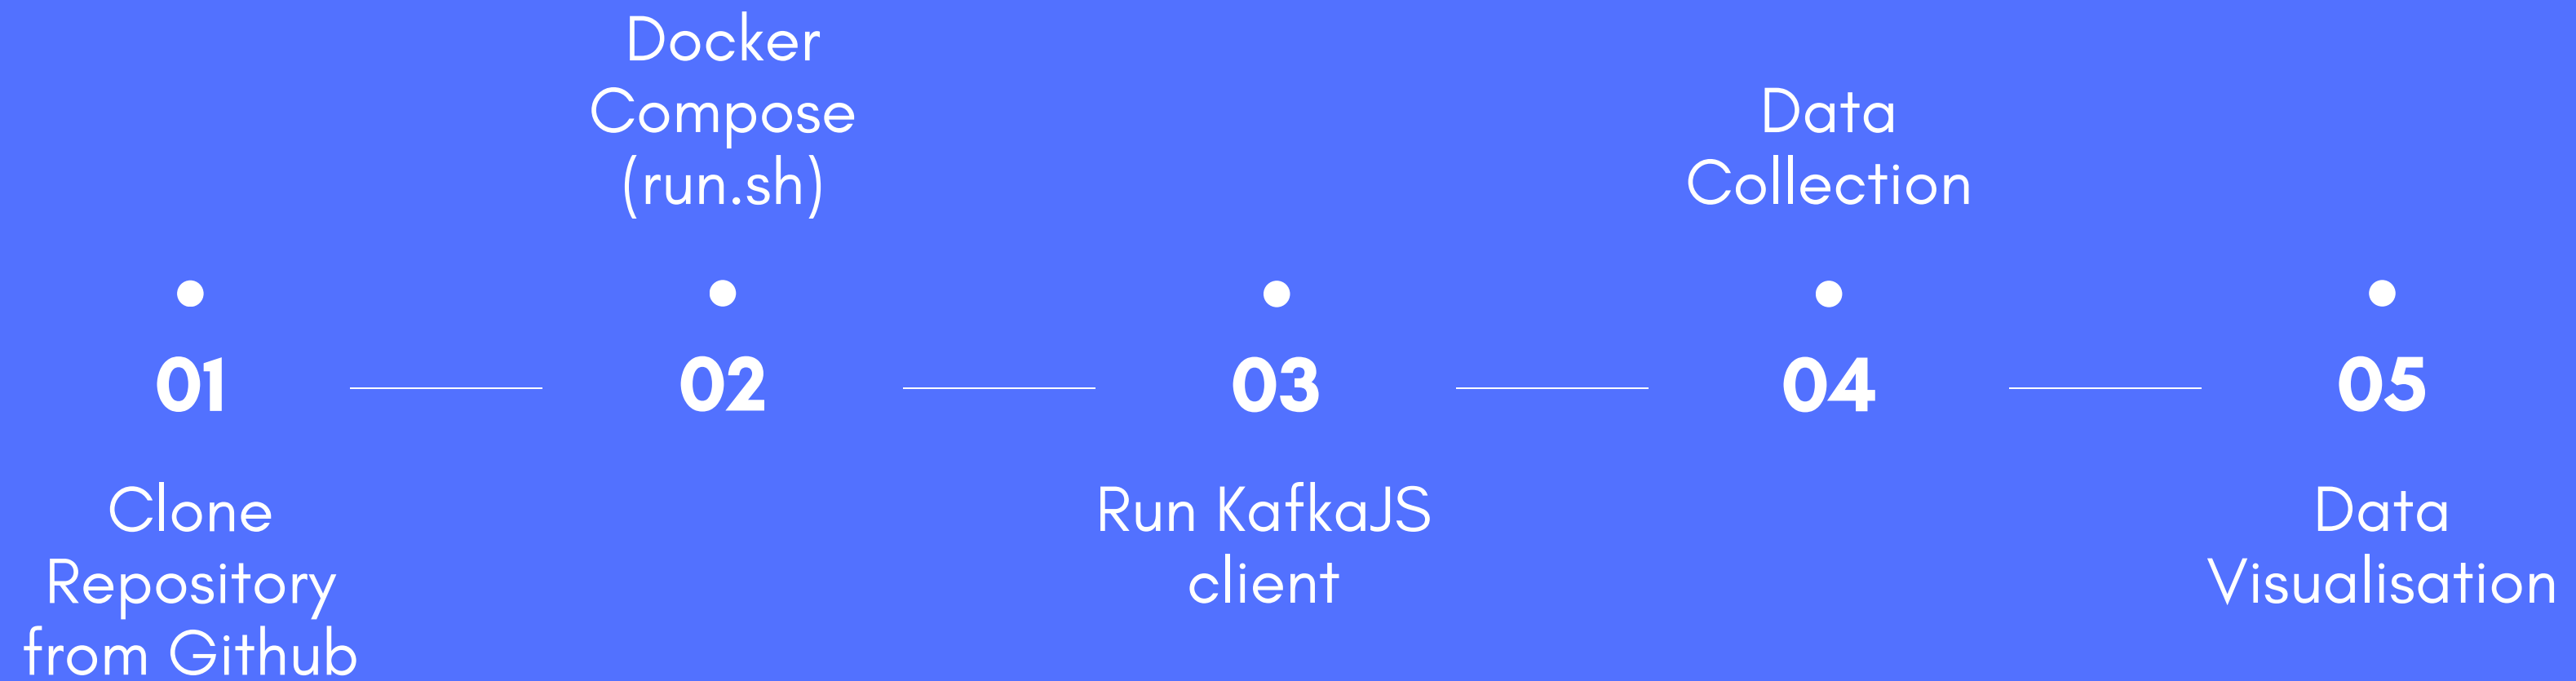 01
Clone
Repository
from Github
Docker
Compose
(run.sh)
02
03
Run KafkaJS
client
Data
Collection
04
05
Data
Visualisation